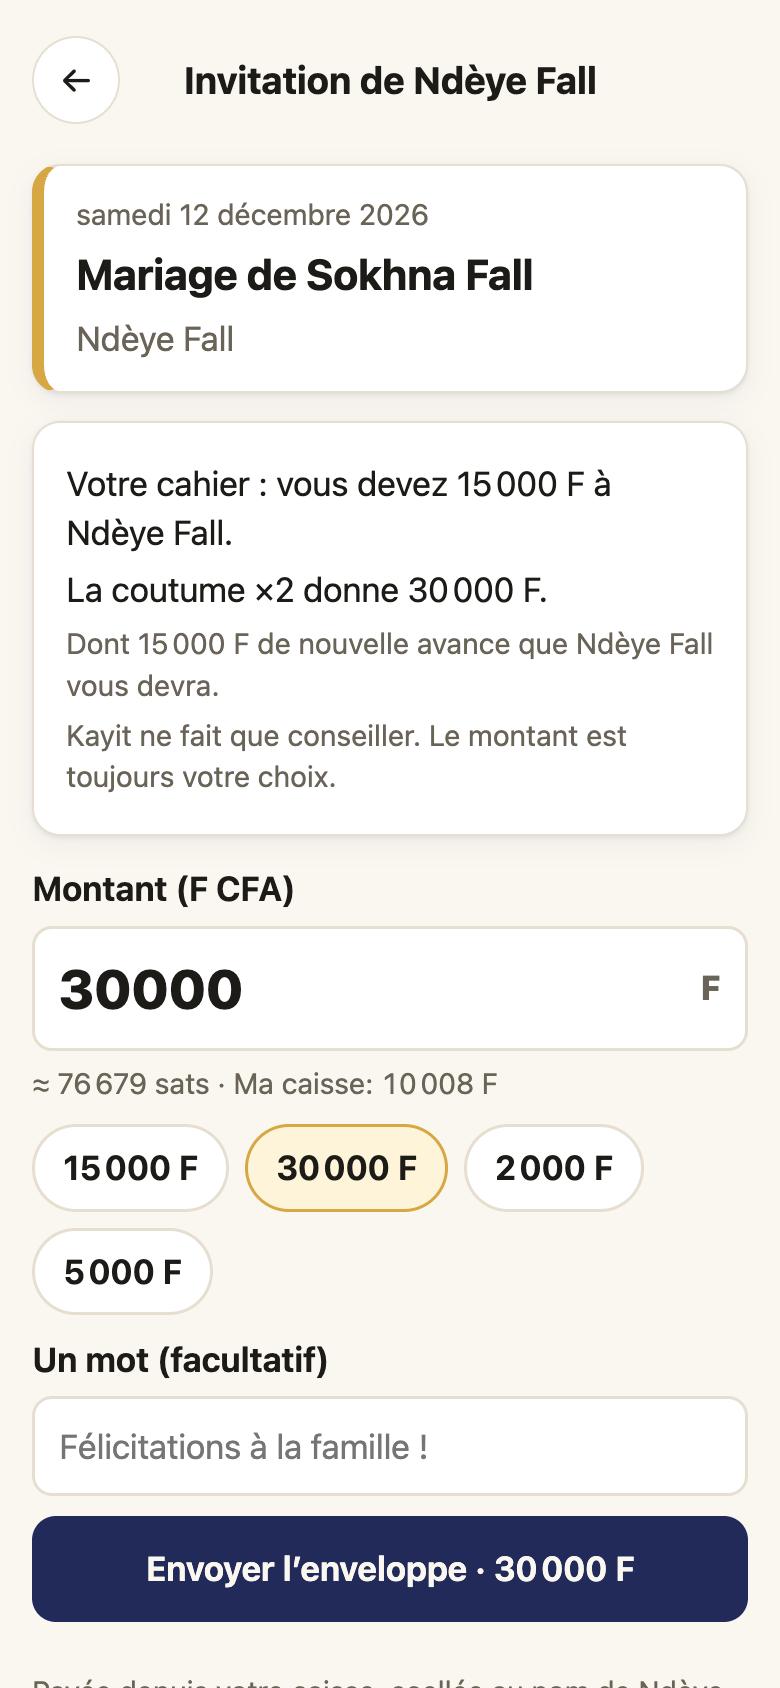 Invitation de Ndèye Fall
samedi 12 décembre 2026
Mariage de Sokhna Fall
Ndèye Fall
Votre cahier : vous devez 15 000 F à
Ndèye Fall.
La coutume ×2 donne 30 000 F.
Dont 15 000 F de nouvelle avance que Ndèye Fall
vous devra.
Kayit ne fait que conseiller. Le montant est
toujours votre choix.
Montant (F CFA)
30000 F
≈ 76 679 sats · Ma caisse: 10 008 F
15 000 F 30 000 F 2 000 F
5 000 F
Un mot (facultatif)
Félicitations à la famille !
Envoyer l’enveloppe · 30 000 F